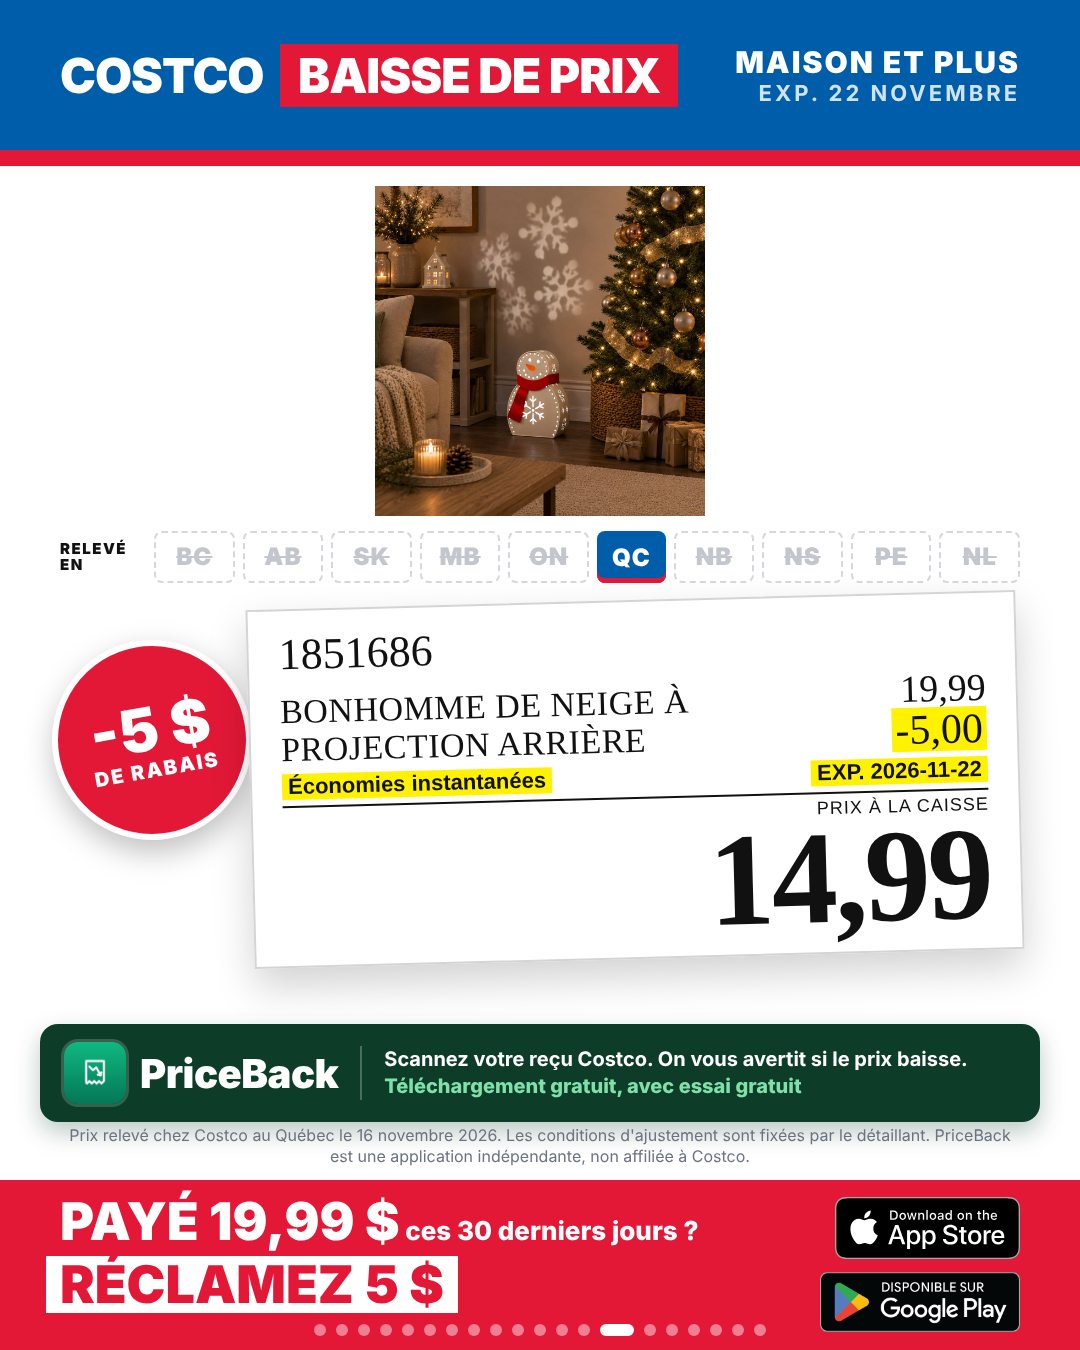 COSTCO BAISSE DE PRIX
MAISON ET PLUS
EXP. 22 NOVEMBRE
RELEVÉ EN
BC AB SK MB ON QC NB NS PE NL
-5 $
DE RABAIS
1851686
BONHOMME DE NEIGE À
PROJECTION ARRIÈRE
Économies instantanées
19,99
-5,00
EXP. 2026-11-22
PRIX À LA CAISSE
14,99
PriceBack
Scannez votre reçu Costco. On vous avertit si le prix baisse.
Téléchargement gratuit, avec essai gratuit
Prix relevé chez Costco au Québec le 16 novembre 2026. Les conditions d'ajustement sont fixées par le détaillant. PriceBack
est une application indépendante, non affiliée à Costco.
PAYÉ 19,99 $ ces 30 derniers jours ?
RÉCLAMEZ 5 $
Download on the
App Store
DISPONIBLE SUR
Google Play